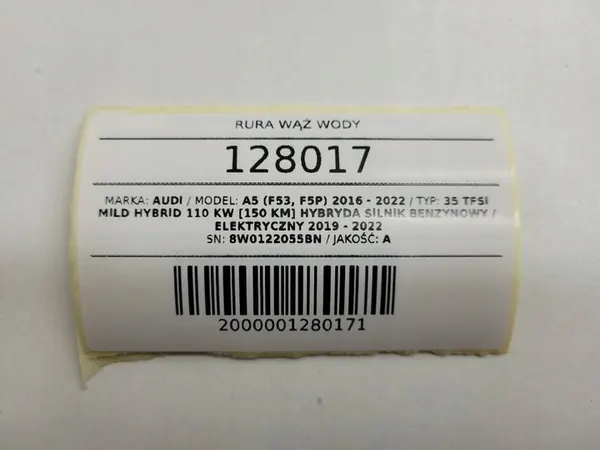 RURA WĄŻ WODY
128017
MARKA: AUDI / MODEL: A5 (F53, F5P) 2016 - 2022 / TYP: 35 TFSI
MILD HYBRID 110 KW [150 KM] HYBRYDA SILNIK BENZYNOWY /
ELEKTRYCZNY 2019 - 2022
SN: 8W0122055BN / JAKOŚĆ: A
2000001280171